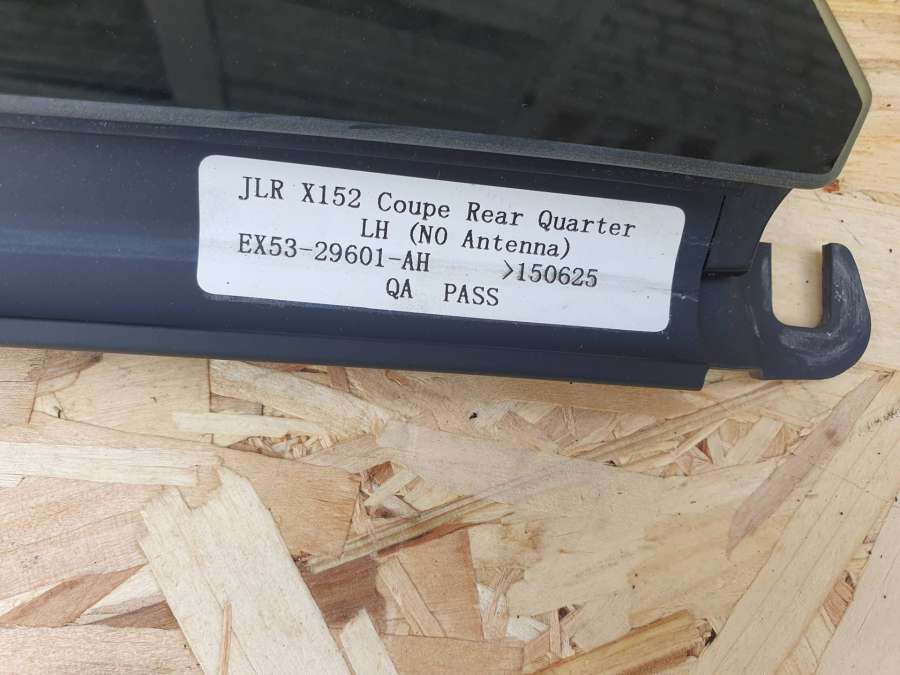 JLR X152 Coupe Rear Quarter
LH (NO Antenna)
EX53-29601-AH >150625
QA PASS